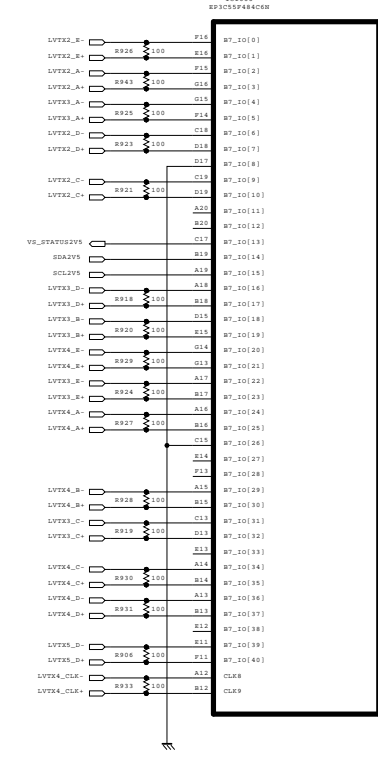 EP3C55F484C6N
LVTX2_E- F16 B7_IO[0]
R926 100
LVTX2_E+ E16 B7_IO[1]
LVTX2_A- F15 B7_IO[2]
R943 100
LVTX2_A+ G16 B7_IO[3]
LVTX3_A- G15 B7_IO[4]
R925 100
LVTX3_A+ F14 B7_IO[5]
LVTX2_D- C18 B7_IO[6]
R923 100
LVTX2_D+ D18 B7_IO[7]
D17 B7_IO[8]
LVTX2_C- C19 B7_IO[9]
R921 100
LVTX2_C+ D19 B7_IO[10]
A20 B7_IO[11]
B20 B7_IO[12]
VS_STATUS2V5 C17 B7_IO[13]
SDA2V5 B19 B7_IO[14]
SCL2V5 A19 B7_IO[15]
LVTX3_D- A18 B7_IO[16]
R918 100
LVTX3_D+ B18 B7_IO[17]
LVTX3_B- D15 B7_IO[18]
R920 100
LVTX3_B+ E15 B7_IO[19]
LVTX4_E- G14 B7_IO[20]
R929 100
LVTX4_E+ G13 B7_IO[21]
LVTX3_E- A17 B7_IO[22]
R924 100
LVTX3_E+ B17 B7_IO[23]
LVTX4_A- A16 B7_IO[24]
R927 100
LVTX4_A+ B16 B7_IO[25]
C15 B7_IO[26]
E14 B7_IO[27]
F13 B7_IO[28]
LVTX4_B- A15 B7_IO[29]
R928 100
LVTX4_B+ B15 B7_IO[30]
LVTX3_C- C13 B7_IO[31]
R919 100
LVTX3_C+ D13 B7_IO[32]
E13 B7_IO[33]
LVTX4_C- A14 B7_IO[34]
R930 100
LVTX4_C+ B14 B7_IO[35]
LVTX4_D- A13 B7_IO[36]
R931 100
LVTX4_D+ B13 B7_IO[37]
E12 B7_IO[38]
LVTX5_D- E11 B7_IO[39]
R906 100
LVTX5_D+ F11 B7_IO[40]
LVTX4_CLK- A12 CLK8
R933 100
LVTX4_CLK+ B12 CLK9